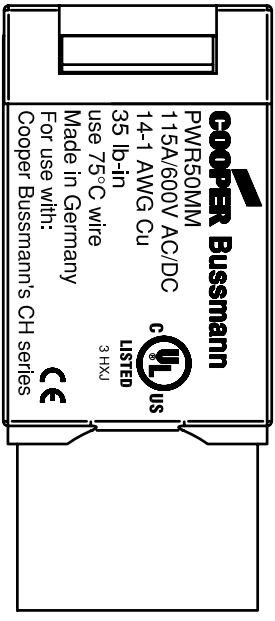 COOPER Bussmann
PWR50MM
115A/600V AC/DC
14-1 AWG Cu
35 lb-in
use 75°C wire
Made in Germany
For use with:
Cooper Bussmann's CH series
C UL US
®
LISTED
3 HXJ
CE